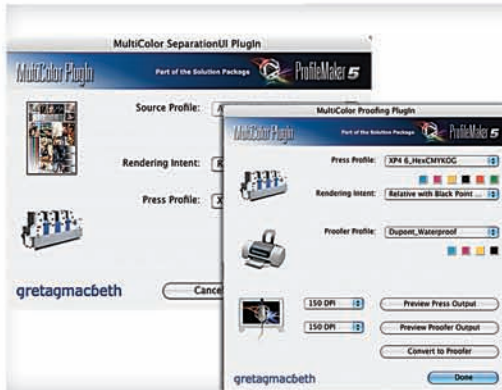 MultiColor SeparationUI PlugIn
MultiColor PlugIn
Part of the Solution Package
ProfileMaker 5
Source Profile:
Rendering Intent: R
Press Profile: X
gretagmacbeth
Cance
MultiColor Proofing PlugIn
MultiColor PlugIn
Part of the Solution Package
ProfileMaker 5
Press Profile: XP4 6_HexCMYKOG
Rendering Intent: Relative with Black Point ...
Proofer Profile: Dupont_Waterproof
150 DPI Preview Press Output
150 DPI Preview Proofer Output
Convert to Proofer
gretagmacbeth
Done